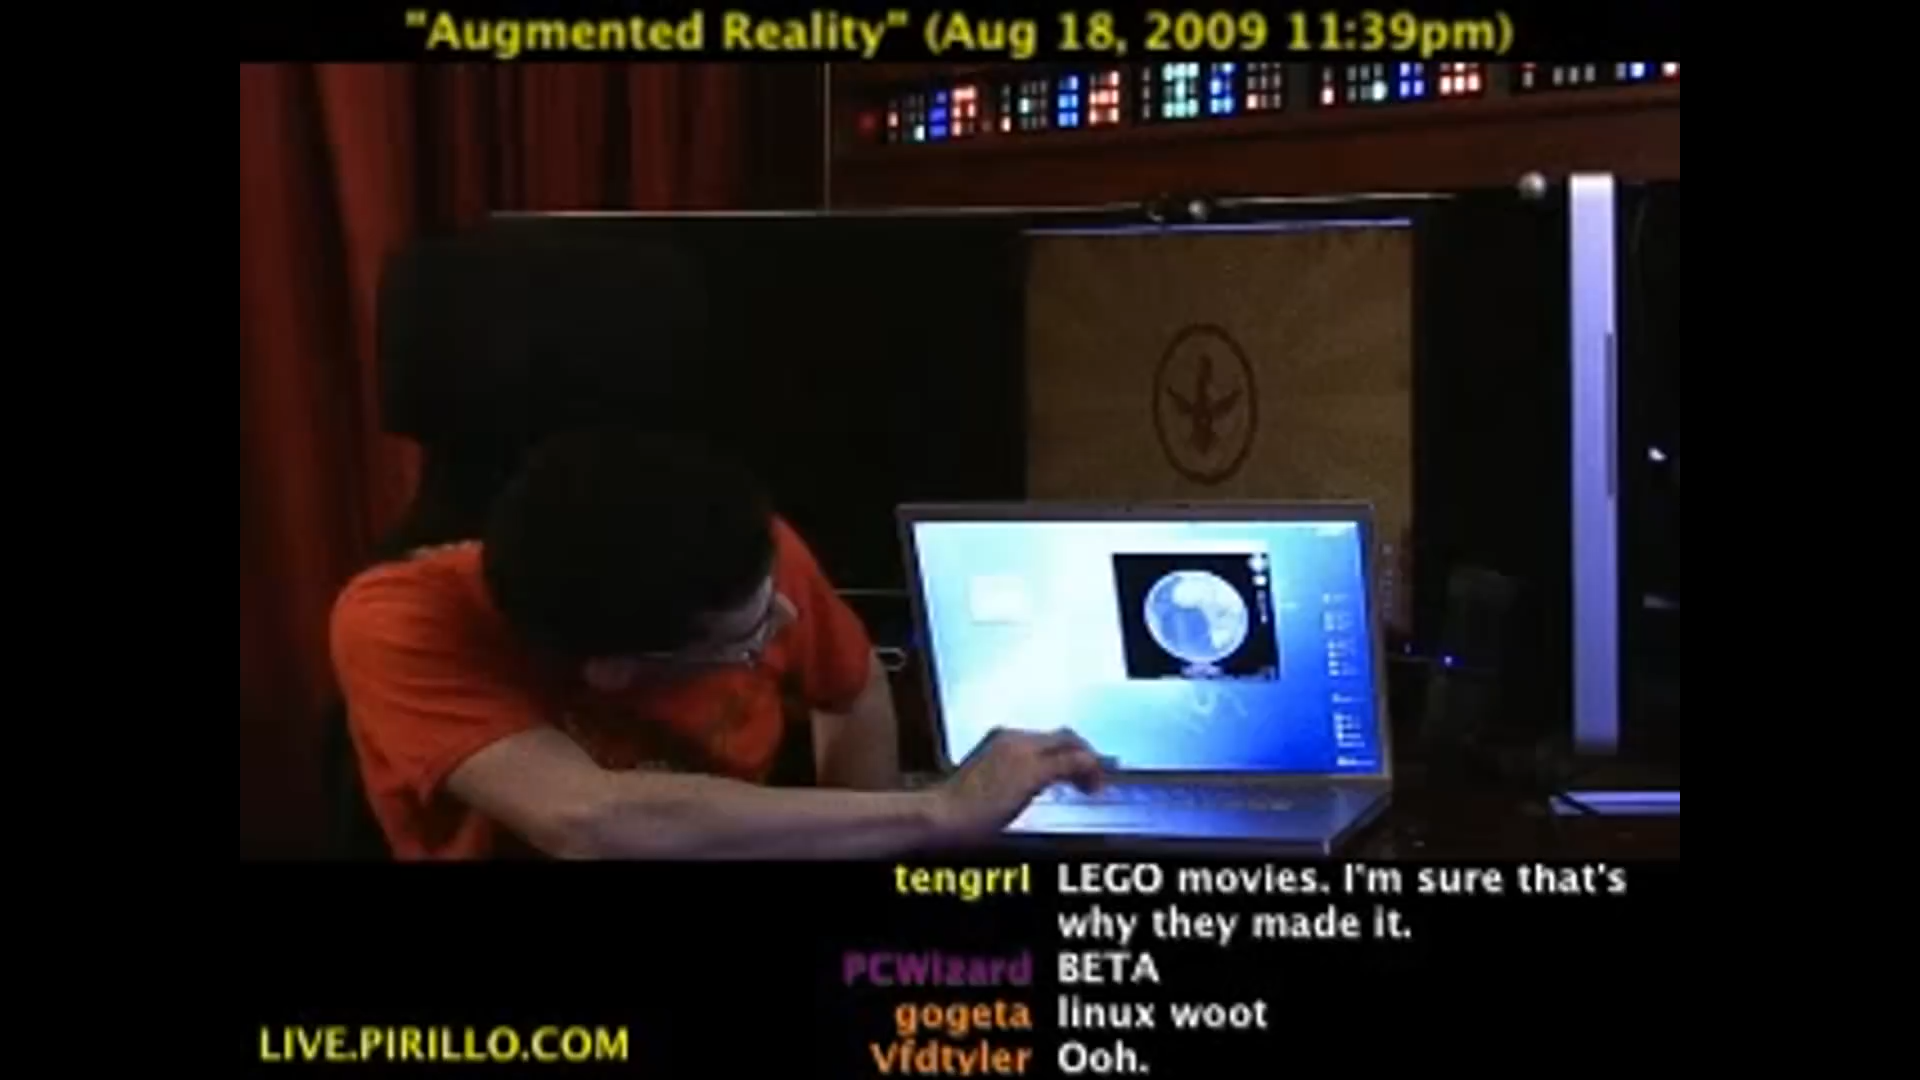 "Augmented Reality" (Aug 18, 2009 11:39pm)
tengrrl LEGO movies. I'm sure that's
why they made it.
PCWizard BETA
gogeta linux woot
Vfdtyler Ooh.
LIVE.PIRILLO.COM